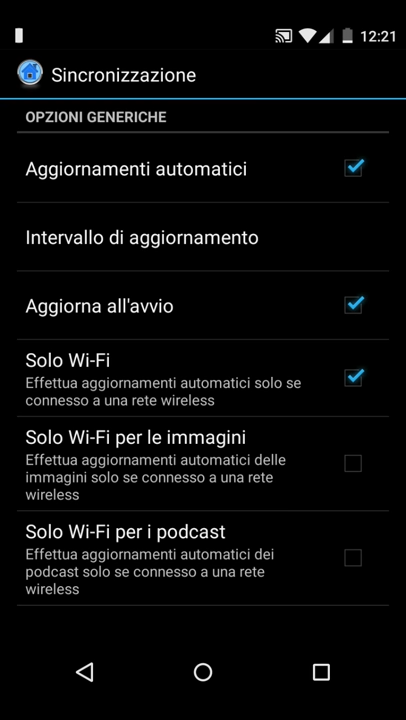 12:21
Sincronizzazione
OPZIONI GENERICHE
Aggiornamenti automatici
Intervallo di aggiornamento
Aggiorna all'avvio
Solo Wi-Fi
Effettua aggiornamenti automatici solo se
connesso a una rete wireless
Solo Wi-Fi per le immagini
Effettua aggiornamenti automatici delle
immagini solo se connesso a una rete
wireless
Solo Wi-Fi per i podcast
Effettua aggiornamenti automatici dei
podcast solo se connesso a una rete
wireless